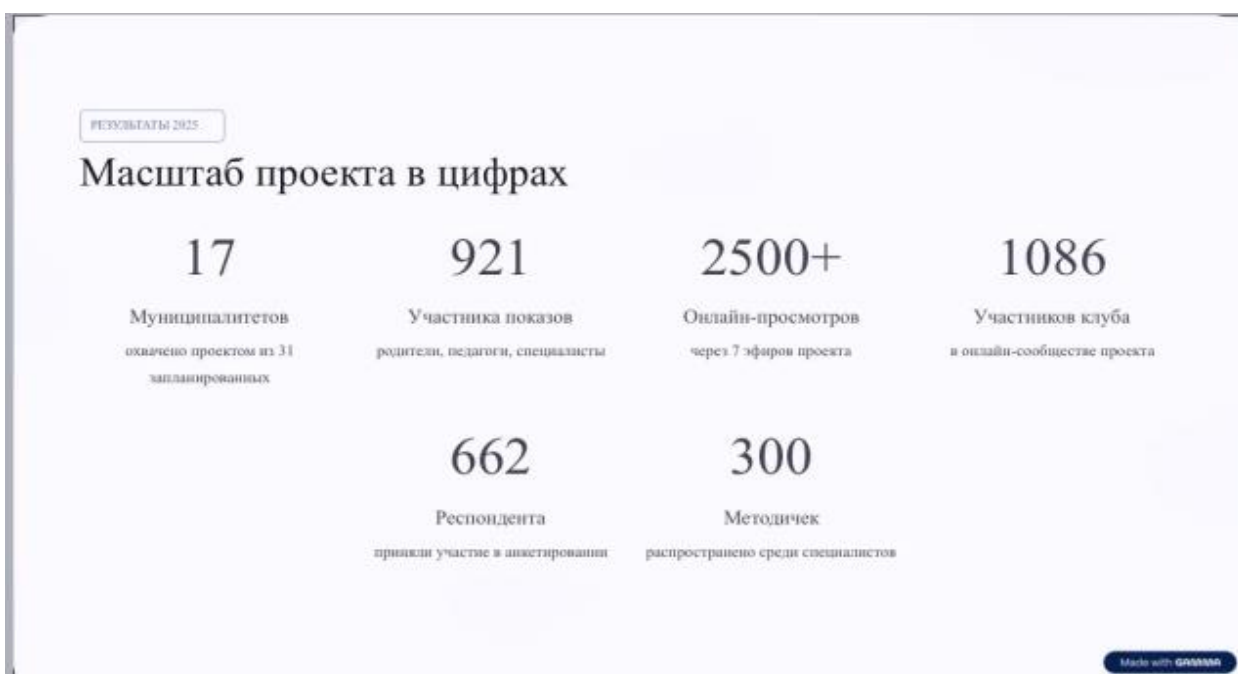 РЕЗУЛЬТАТЫ 2025
Масштаб проекта в цифрах
17
Муниципалитетов
охвачено проектом из 31
запланированных
921
Участника показов
родители, педагоги, специалисты
2500+
Онлайн-просмотров
через 7 эфиров проекта
1086
Участников клуба
в онлайн-сообществе проекта
662
Респондента
приняли участие в анкетировании
300
Методичек
распространено среди специалистов
Made with GAMMA